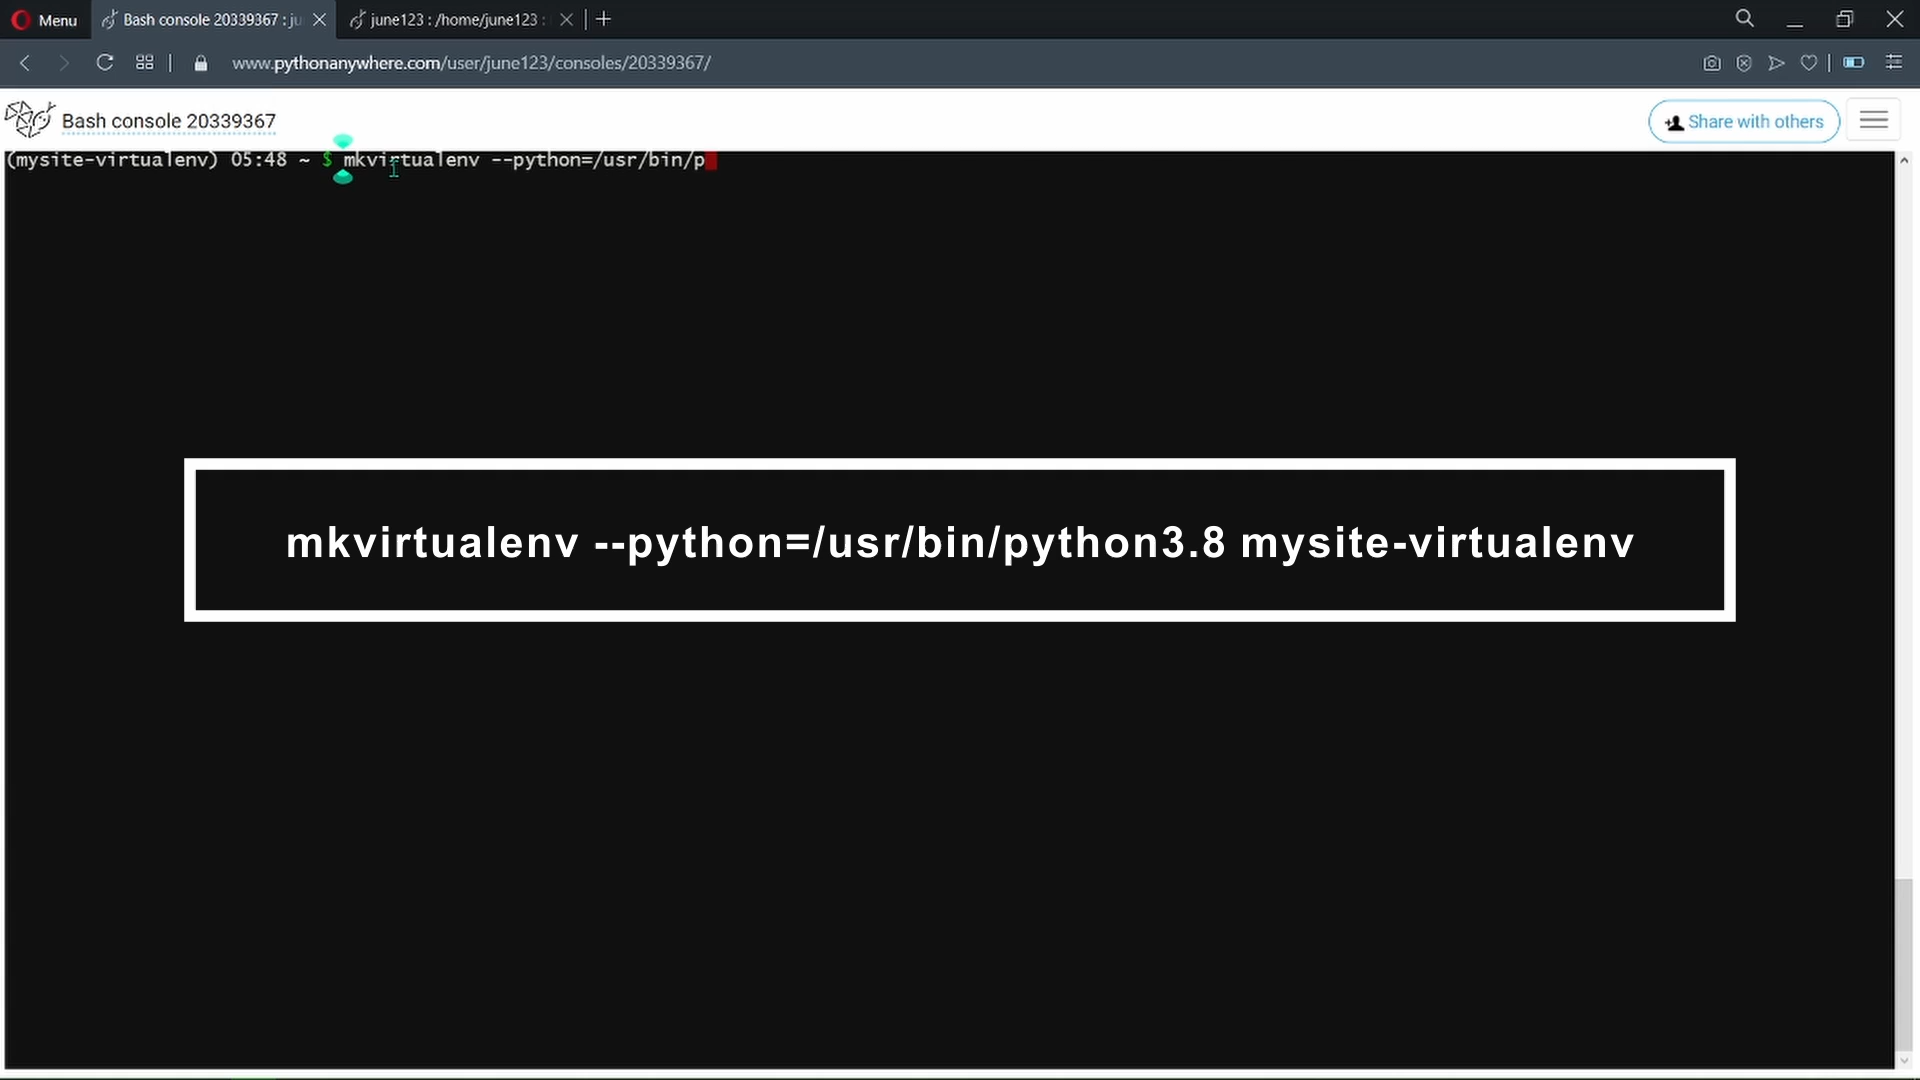 Menu
Bash console 20339367 : ju
june123 : /home/june123 :
www.pythonanywhere.com/user/june123/consoles/20339367/
Bash console 20339367
Share with others
(mysite-virtualenv) 05:48 ~ $ mkvirtualenv --python=/usr/bin/p
mkvirtualenv --python=/usr/bin/python3.8 mysite-virtualenv